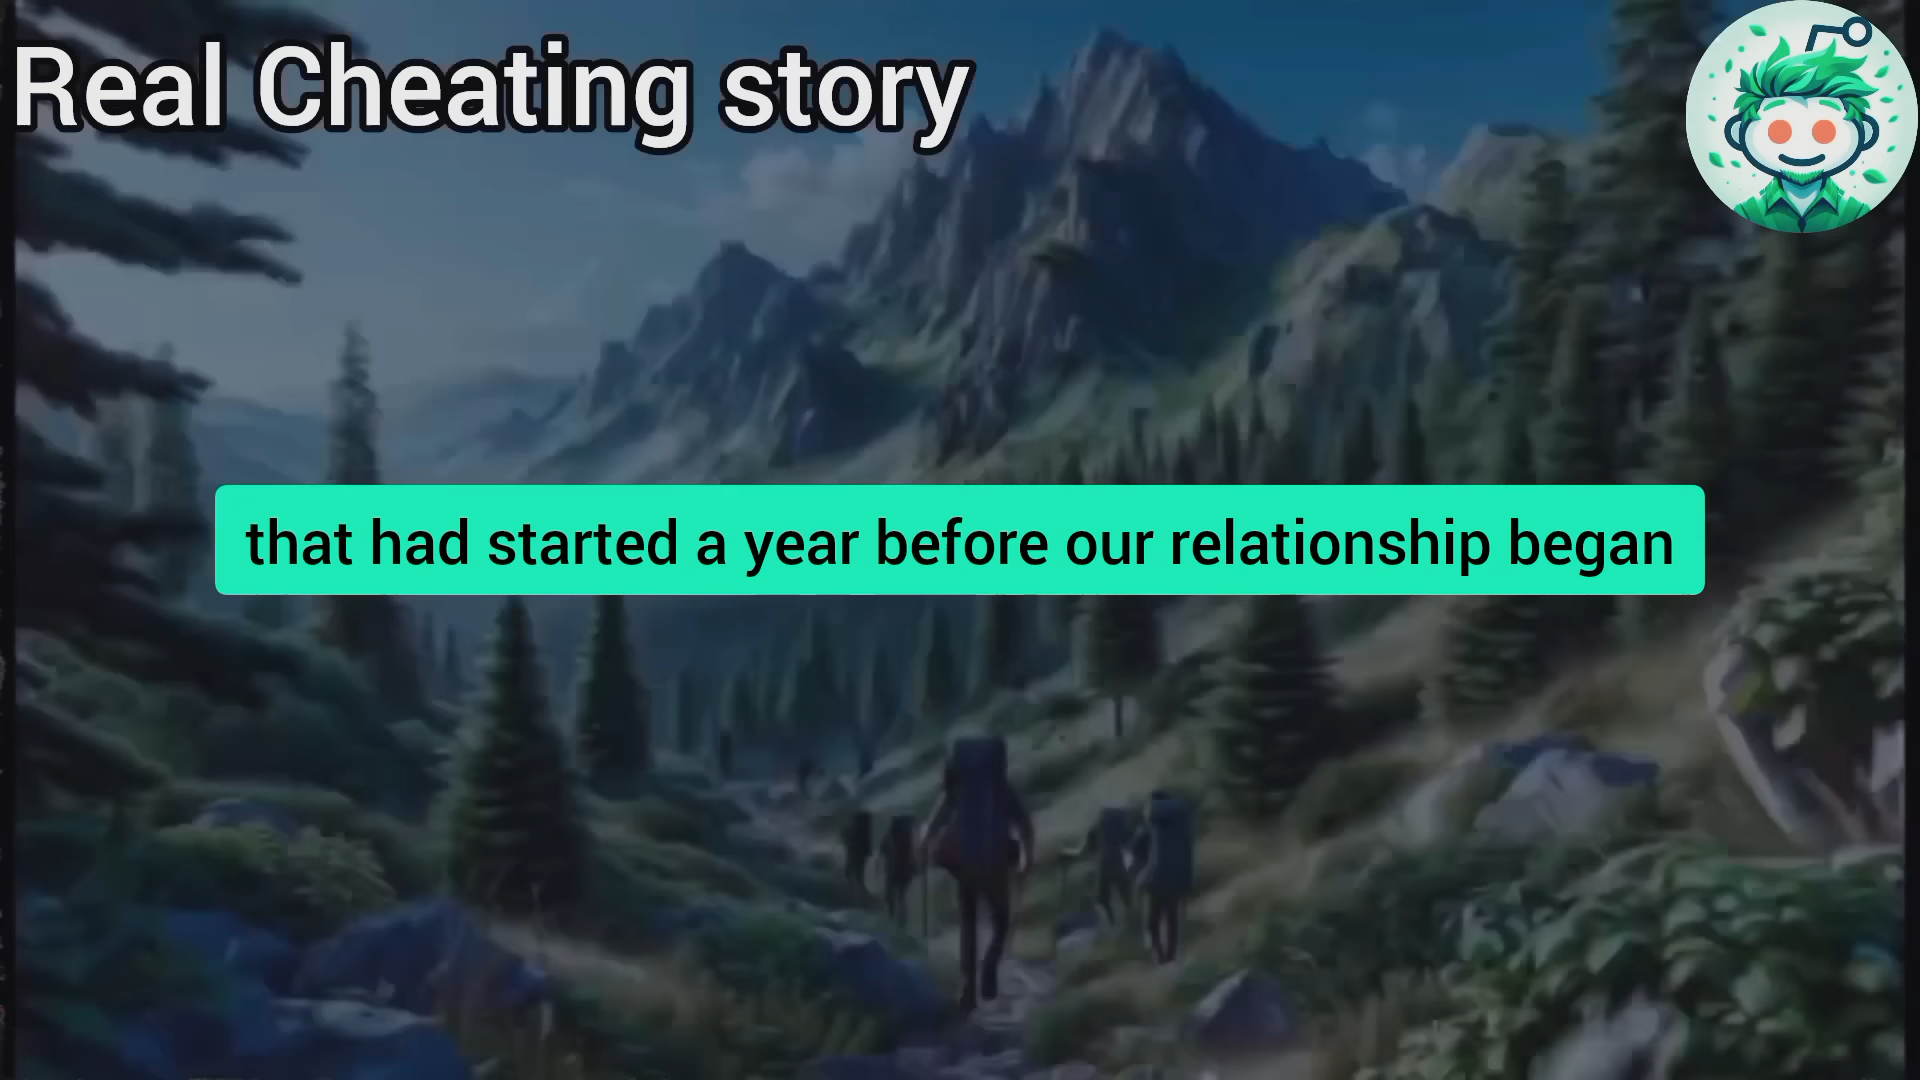 Real Cheating story
that had started a year before our relationship began